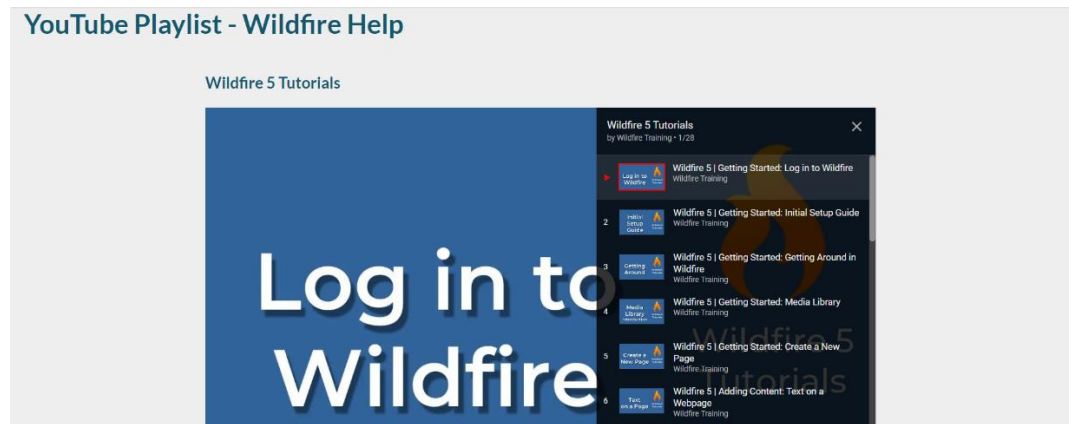 YouTube Playlist - Wildfire Help
Wildfire 5 Tutorials
Log in to
Wildfire
Wildfire 5 Tutorials
by Wildfire Training • 1/28
Log in to
Wildfire
Wildfire 5 | Getting Started: Log in to Wildfire
Wildfire Training
2
Initial
Setup
Guide
Wildfire 5 | Getting Started: Initial Setup Guide
Wildfire Training
3
Getting
Around
Wildfire 5 | Getting Started: Getting Around in
Wildfire
Wildfire Training
4
Media
Library
Wildfire 5 | Getting Started: Media Library
Wildfire Training
5
Create a
New Page
Wildfire 5 | Getting Started: Create a New
Page
Wildfire Training
6
Text
on a Page
Wildfire 5 | Adding Content: Text on a
Webpage
Wildfire Training
Wildfire 5
Tutorials